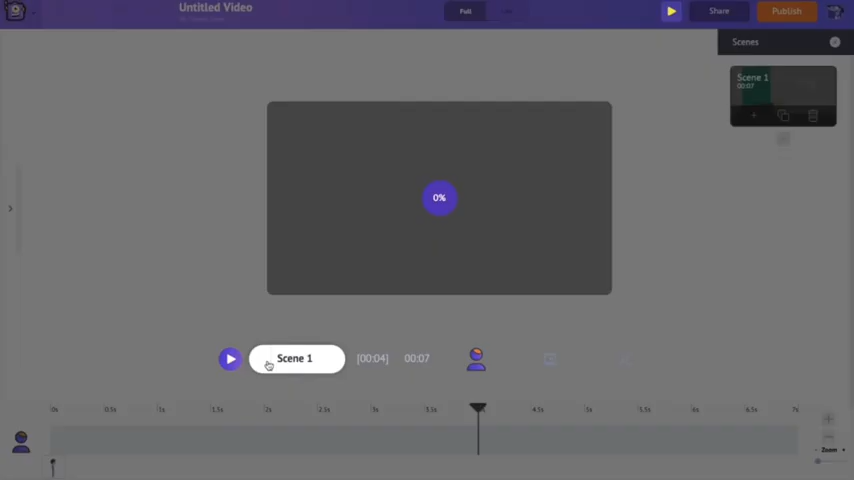 Untitled Video
Full
Share
Publish
Scenes
Scene 1
00:07
0%
Scene 1
[00:04]
00:07
0s
0.5s
1s
1.5s
2s
2.5s
3s
3.5s
4.5s
5s
5.5s
6s
6.5s
7s
Zoom